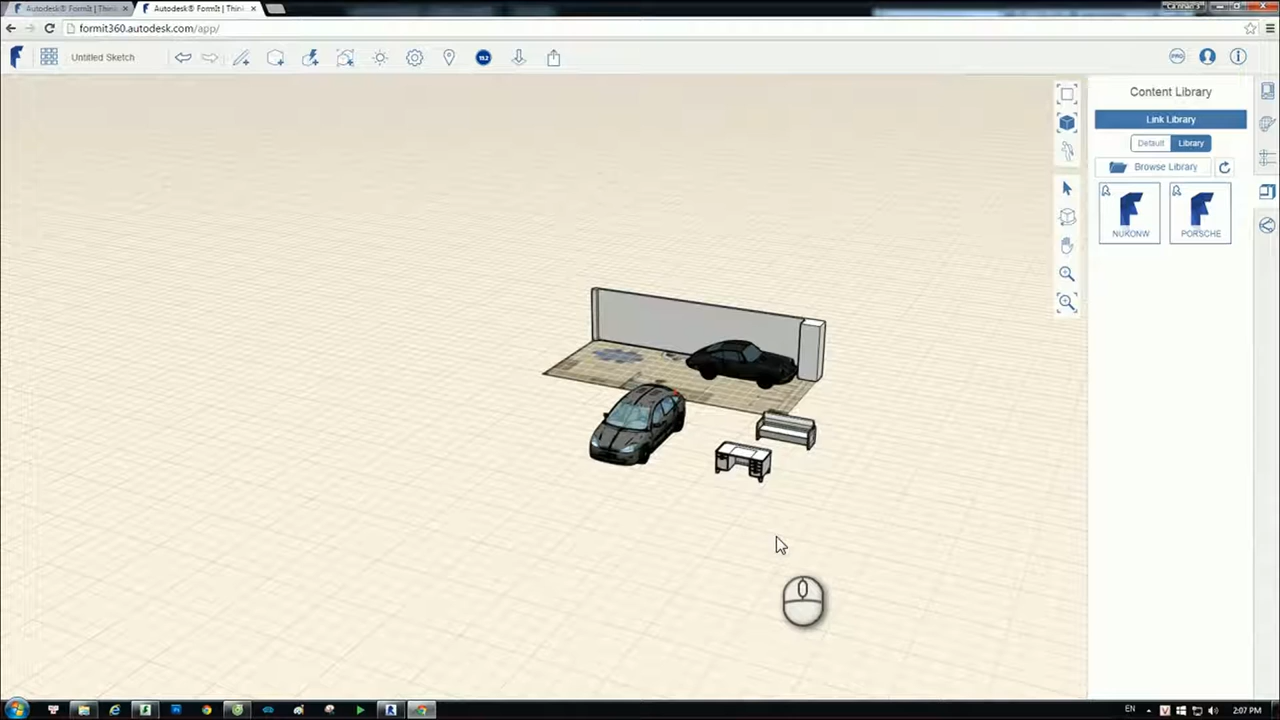 Autodesk® FormIt | Thin
Autodesk® FormIt | Thin
formit360.autodesk.com/app/
Untitled Sketch
PRO
Content Library
Link Library
Default
Library
Browse Library
NUKONW
PORSCHE
EN
2:07 PM